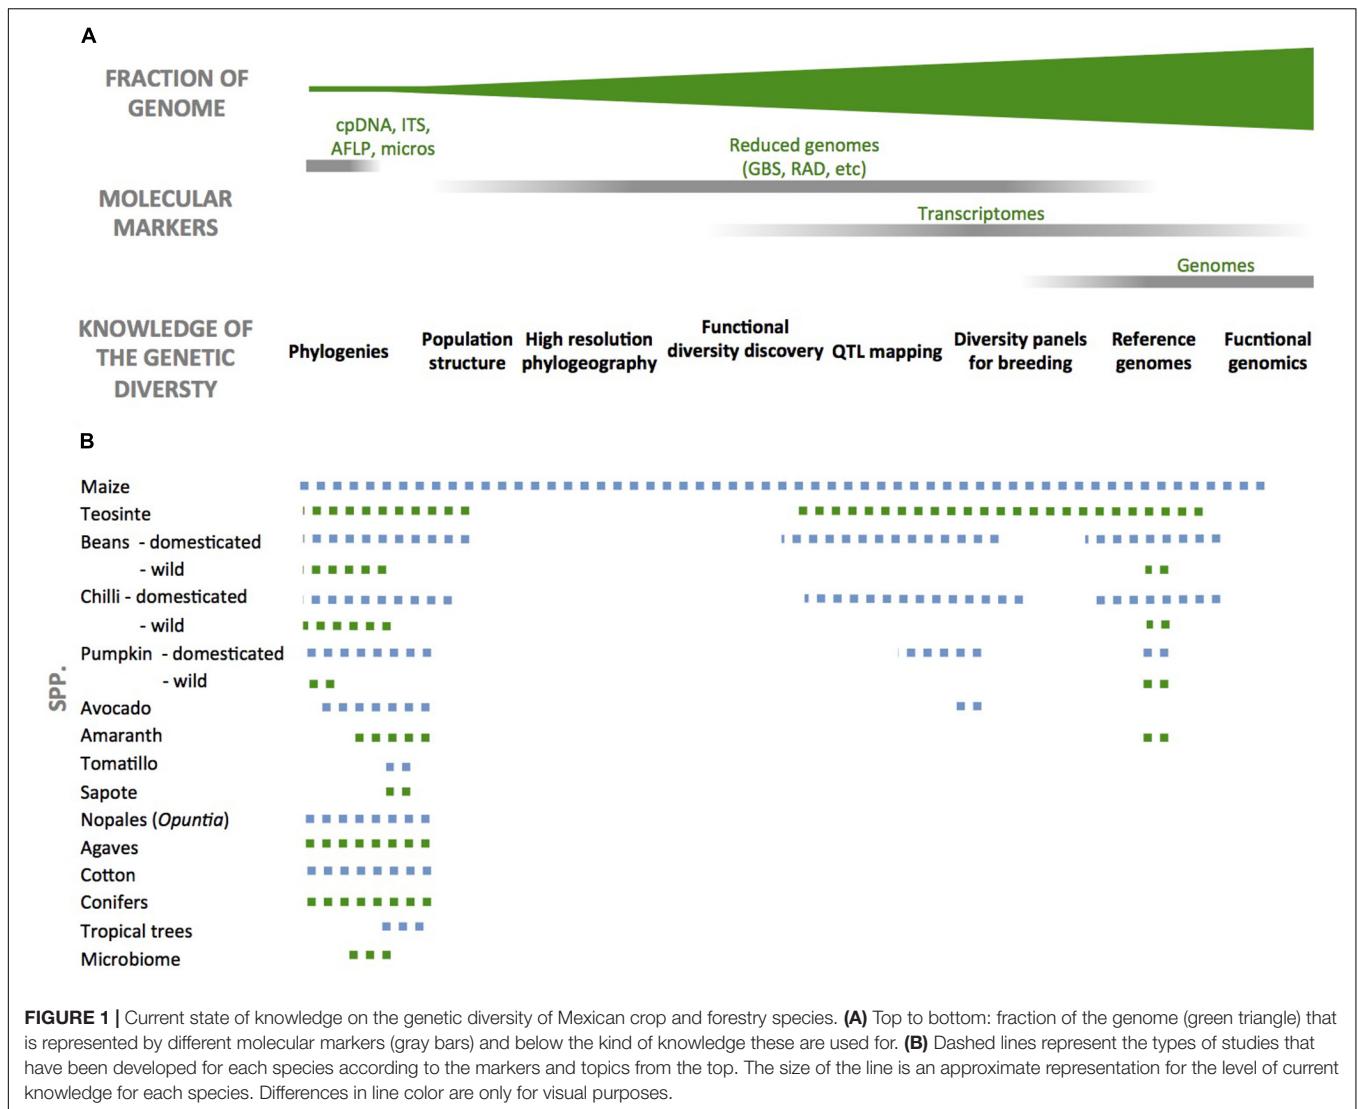 A
FRACTION OF
GENOME
cpDNA, ITS,
AFLP, micros
Reduced genomes
(GBS, RAD, etc)
MOLECULAR
MARKERS
Transcriptomes
Genomes
KNOWLEDGE OF
THE GENETIC
DIVERSTY
Phylogenies
Population
structure
High resolution
phylogeography
Functional
diversity discovery
QTL mapping
Diversity panels
for breeding
Reference
genomes
Fucntional
genomics
B
SPP.
Maize
Teosinte
Beans - domesticated
- wild
Chilli - domesticated
- wild
Pumpkin - domesticated
- wild
Avocado
Amaranth
Tomatillo
Sapote
Nopales (Opuntia)
Agaves
Cotton
Conifers
Tropical trees
Microbiome
FIGURE 1 | Current state of knowledge on the genetic diversity of Mexican crop and forestry species. (A) Top to bottom: fraction of the genome (green triangle) that
is represented by different molecular markers (gray bars) and below the kind of knowledge these are used for. (B) Dashed lines represent the types of studies that
have been developed for each species according to the markers and topics from the top. The size of the line is an approximate representation for the level of current
knowledge for each species. Differences in line color are only for visual purposes.